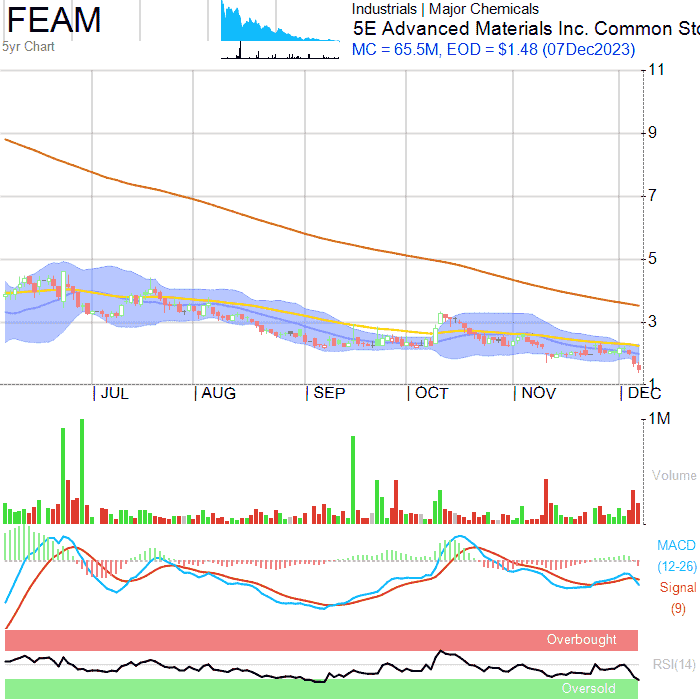 FEAM
5yr Chart
Industrials | Major Chemicals
5E Advanced Materials Inc. Common Sto
MC = 65.5M, EOD = $1.48 (07Dec2023)
11
9
7
5
3
1
JUL
AUG
SEP
OCT
NOV
DEC
1M
Volume
MACD
(12-26)
Signal
(9)
Overbought
RSI(14)
Oversold